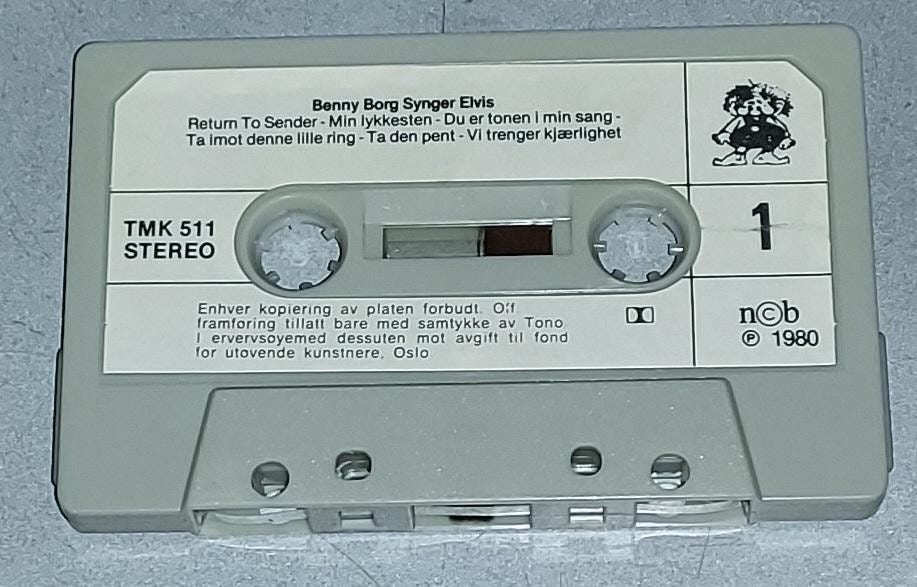 Benny Borg Synger Elvis
Return To Sender - Min lykkesten - Du er tonen i min sang -
Ta imot denne lille ring - Ta den pent - Vi trenger kjærlighet
TMK 511
STEREO
1
Enhver kopiering av platen forbudt. Off
framforing tillatt bare med samtykke av Tono
I ervervsøyemed dessuten mot avgift til fond
for utovende kunstnere, Oslo
n©b
℗ 1980